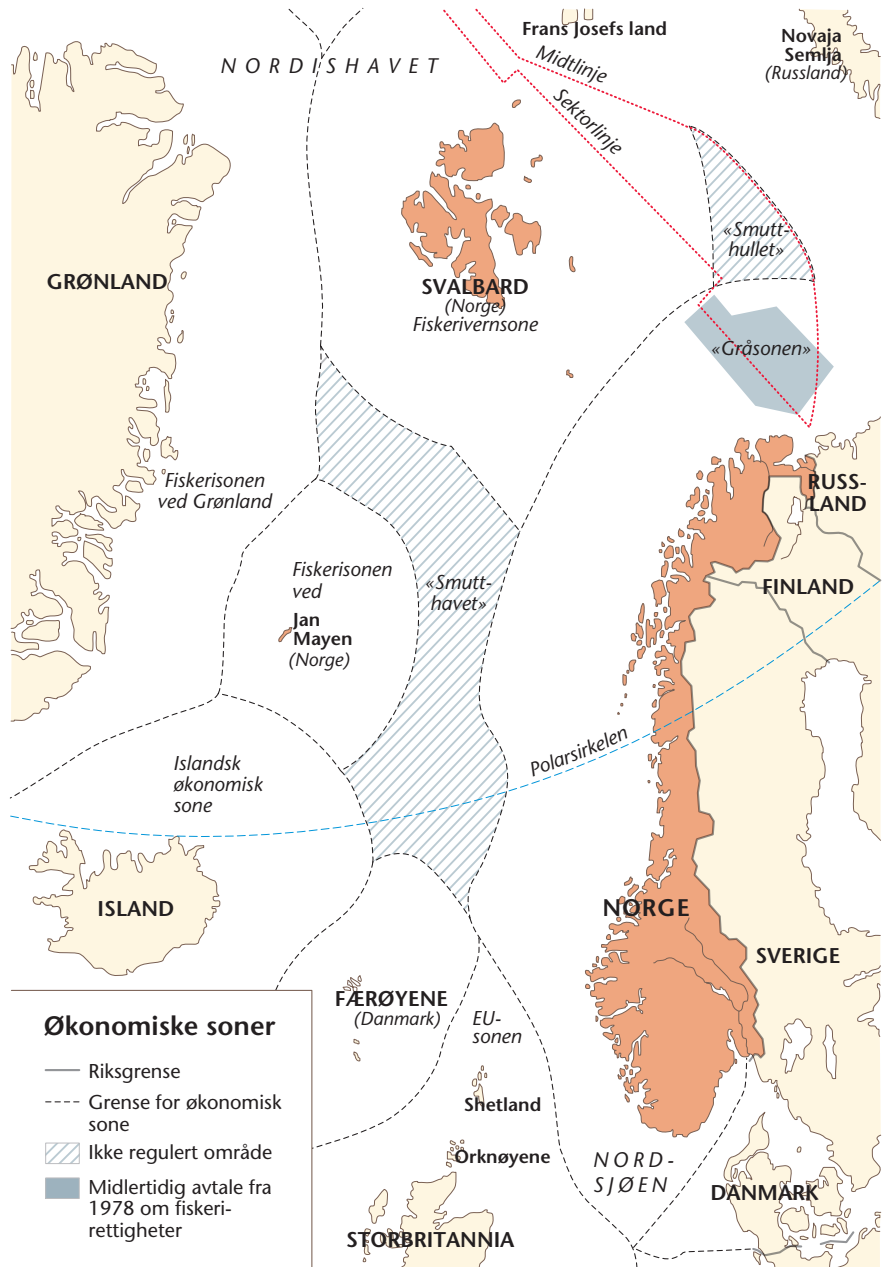 Frans Josefs land
Novaja
Semlja
(Russland)
NORDISHAVET
Midtlinje
Sektorlinje
«Smutt-
hullet»
GRØNLAND
SVALBARD
(Norge)
Fiskerivernsone
«Gråsonen»
Fiskerisonen
ved Grønland
RUSS-
LAND
Fiskerisonen
ved
Jan
Mayen
(Norge)
«Smutt-
havet»
FINLAND
Polarsirkelen
Islandsk
økonomisk
sone
ISLAND
NORGE
SVERIGE
FÆRØYENE
(Danmark)
EU-
sonen
Shetland
Orknøyene
NORD-
SJØEN
DANMARK
STORBRITANNIA
Økonomiske soner
Riksgrense
Grense for økonomisk
sone
Ikke regulert område
Midlertidig avtale fra
1978 om fiskeri-
rettigheter